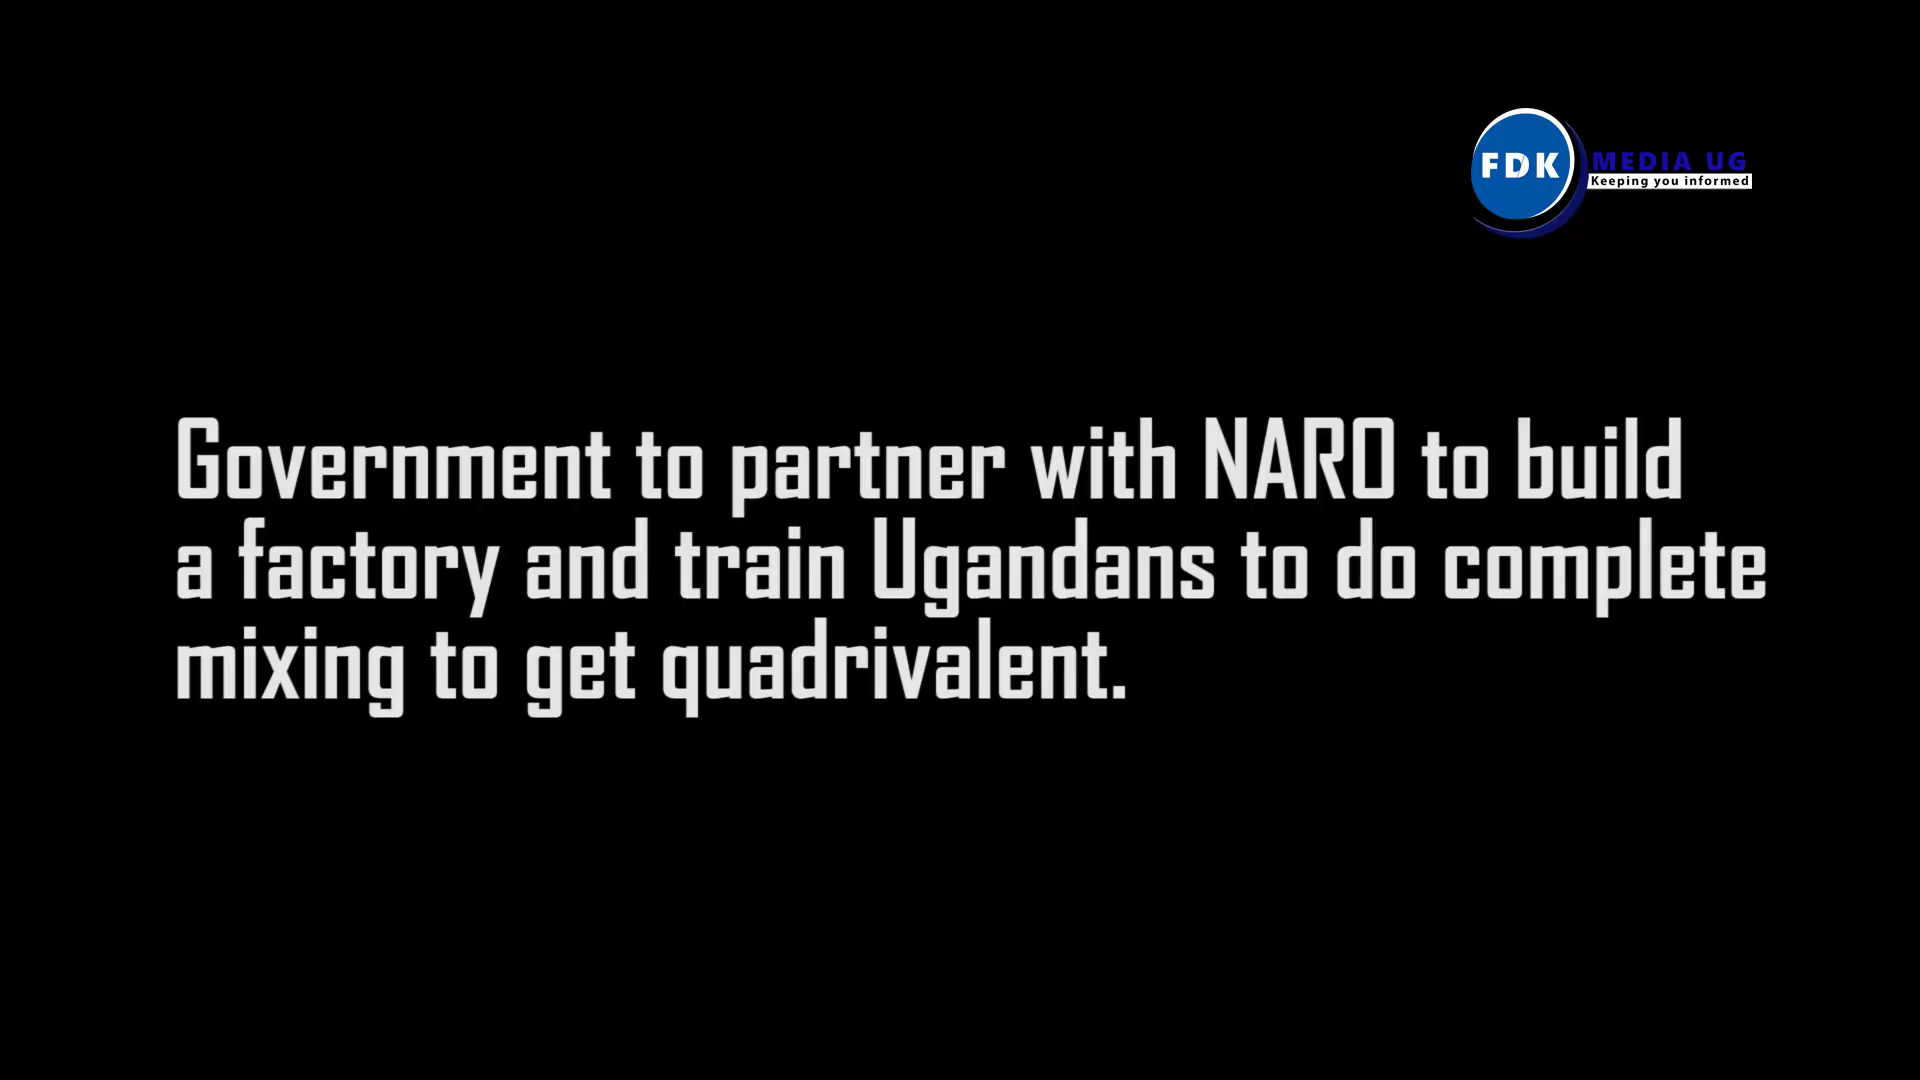 FDK
MEDIA UG
Keeping you informed
Government to partner with NARO to build
a factory and train Ugandans to do complete
mixing to get quadrivalent.